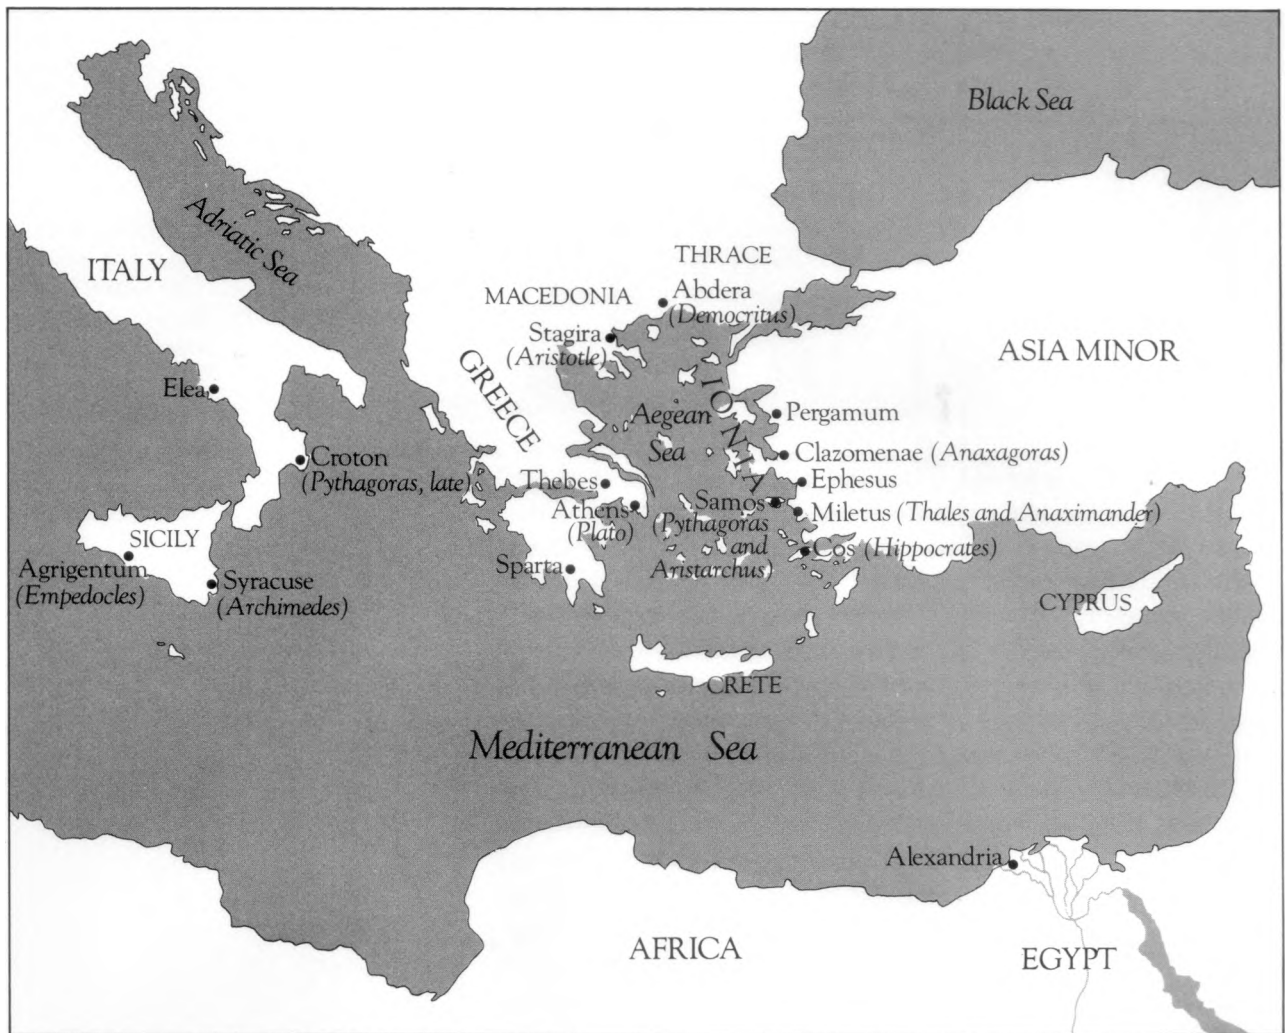 Black Sea
Adriatic Sea
ITALY
THRACE
MACEDONIA
Abdera
(Democritus)
Stagira
(Aristotle)
GREECE
IONIA
ASIA MINOR
Elea
Aegean
Sea
Pergamum
Croton
(Pythagoras, late)
Clazomenae (Anaxagoras)
Thebes
Ephesus
Athens
(Plato)
Samos
(Pythagoras
and
Aristarchus)
Miletus (Thales and Anaximander)
SICILY
Cos (Hippocrates)
Agrigentum
(Empedocles)
Syracuse
(Archimedes)
Sparta
CYPRUS
CRETE
Mediterranean Sea
Alexandria
AFRICA
EGYPT